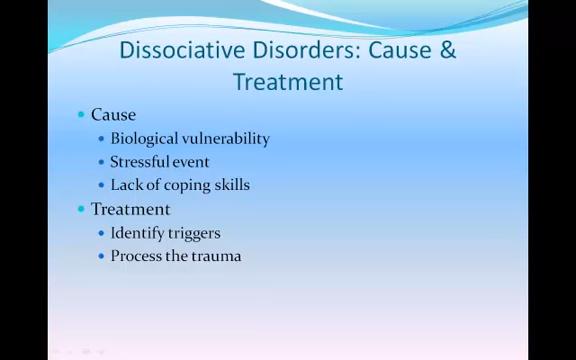 Dissociative Disorders: Cause &
Treatment
Cause
Biological vulnerability
Stressful event
Lack of coping skills
Treatment
Identify triggers
Process the trauma